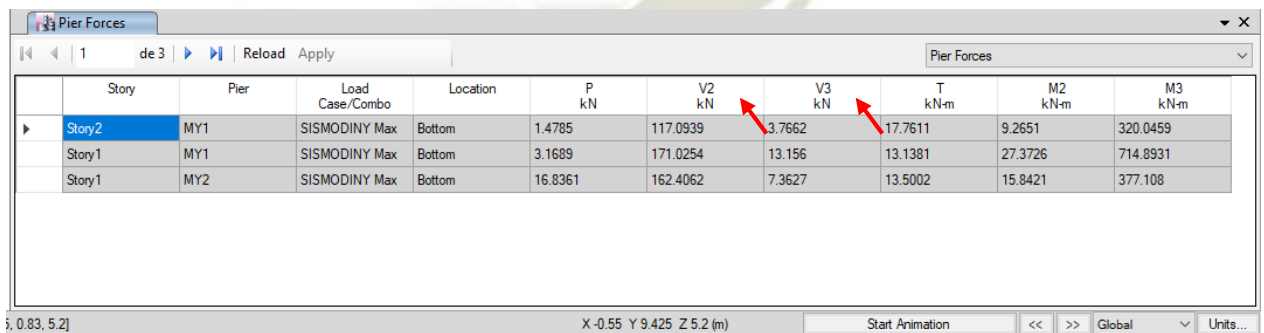 Pier Forces
1 de 3 Reload Apply Pier Forces
Story Pier Load Case/Combo Location P kN V2 kN V3 kN T kN-m M2 kN-m M3 kN-m
Story2 MY1 SISMODINY Max Bottom 1.4785 117.0939 3.7662 17.7611 9.2651 320.0459
Story1 MY1 SISMODINY Max Bottom 3.1689 171.0254 13.156 13.1381 27.3726 714.8931
Story1 MY2 SISMODINY Max Bottom 16.8361 162.4062 7.3627 13.5002 15.8421 377.108
, 0.83, 5.2] X -0.55 Y 9.425 Z 5.2 (m) Start Animation << >> Global Units...